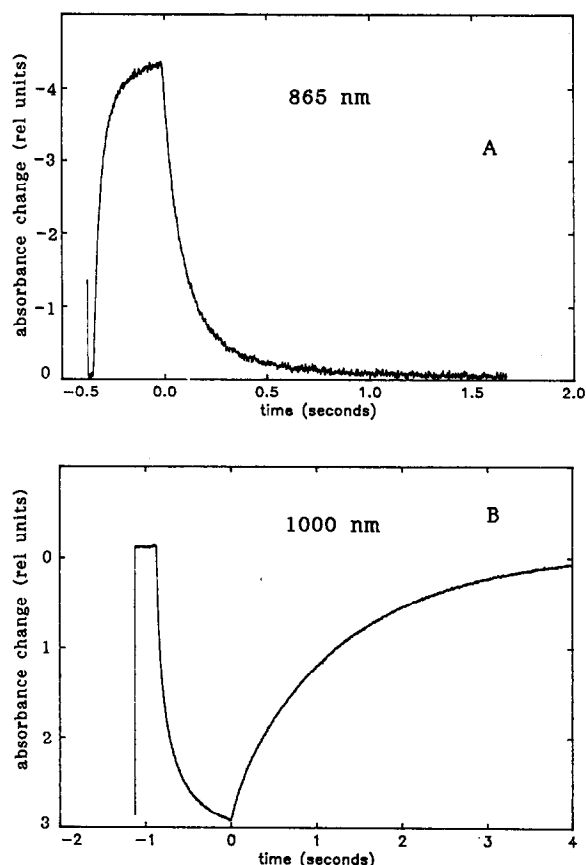 absorbance change (rel units)
-4
-3
-2
-1
0
865 nm
A
-0.5
0.0
0.5
1.0
1.5
2.0
time (seconds)
absorbance change (rel units)
0
1
2
3
1000 nm
B
-2
-1
0
1
2
3
4
time (seconds)